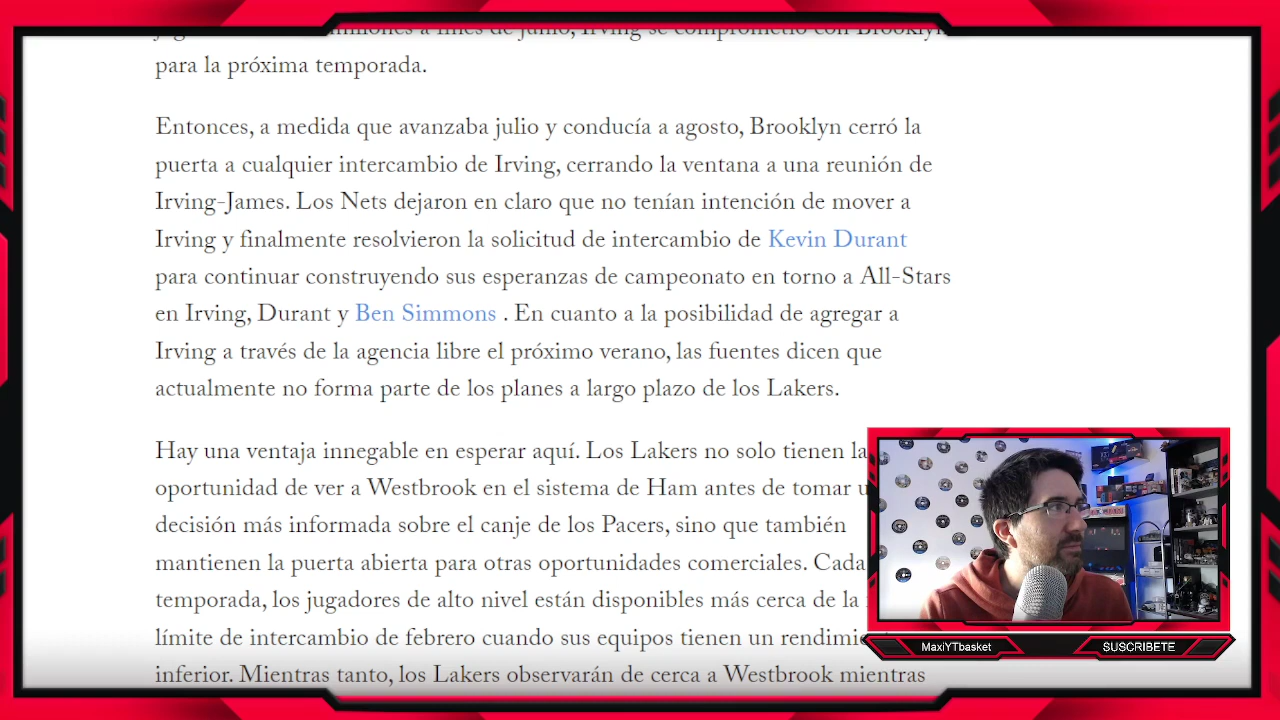 para la próxima temporada.
Entonces, a medida que avanzaba julio y conducía a agosto, Brooklyn cerró la
puerta a cualquier intercambio de Irving, cerrando la ventana a una reunión de
Irving-James. Los Nets dejaron en claro que no tenían intención de mover a
Irving y finalmente resolvieron la solicitud de intercambio de Kevin Durant
para continuar construyendo sus esperanzas de campeonato en torno a All-Stars
en Irving, Durant y Ben Simmons . En cuanto a la posibilidad de agregar a
Irving a través de la agencia libre el próximo verano, las fuentes dicen que
actualmente no forma parte de los planes a largo plazo de los Lakers.
Hay una ventaja innegable en esperar aquí. Los Lakers no solo tienen la
oportunidad de ver a Westbrook en el sistema de Ham antes de tomar
decisión más informada sobre el canje de los Pacers, sino que también
mantienen la puerta abierta para otras oportunidades comerciales. Cada
temporada, los jugadores de alto nivel están disponibles más cerca de la
límite de intercambio de febrero cuando sus equipos tienen un
inferior. Mientras tanto, los Lakers observarán de cerca a Westbrook mientras
MaxiYTbasket
SUSCRIBETE